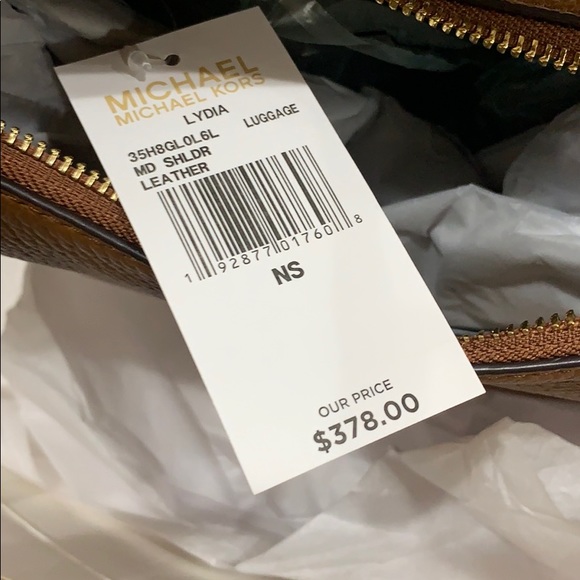 MICHAEL
MICHAEL KORS
LYDIA
35H8GL0L6L LUGGAGE
MD SHLDR
LEATHER
1 92877 01760 8
NS
OUR PRICE
$378.00